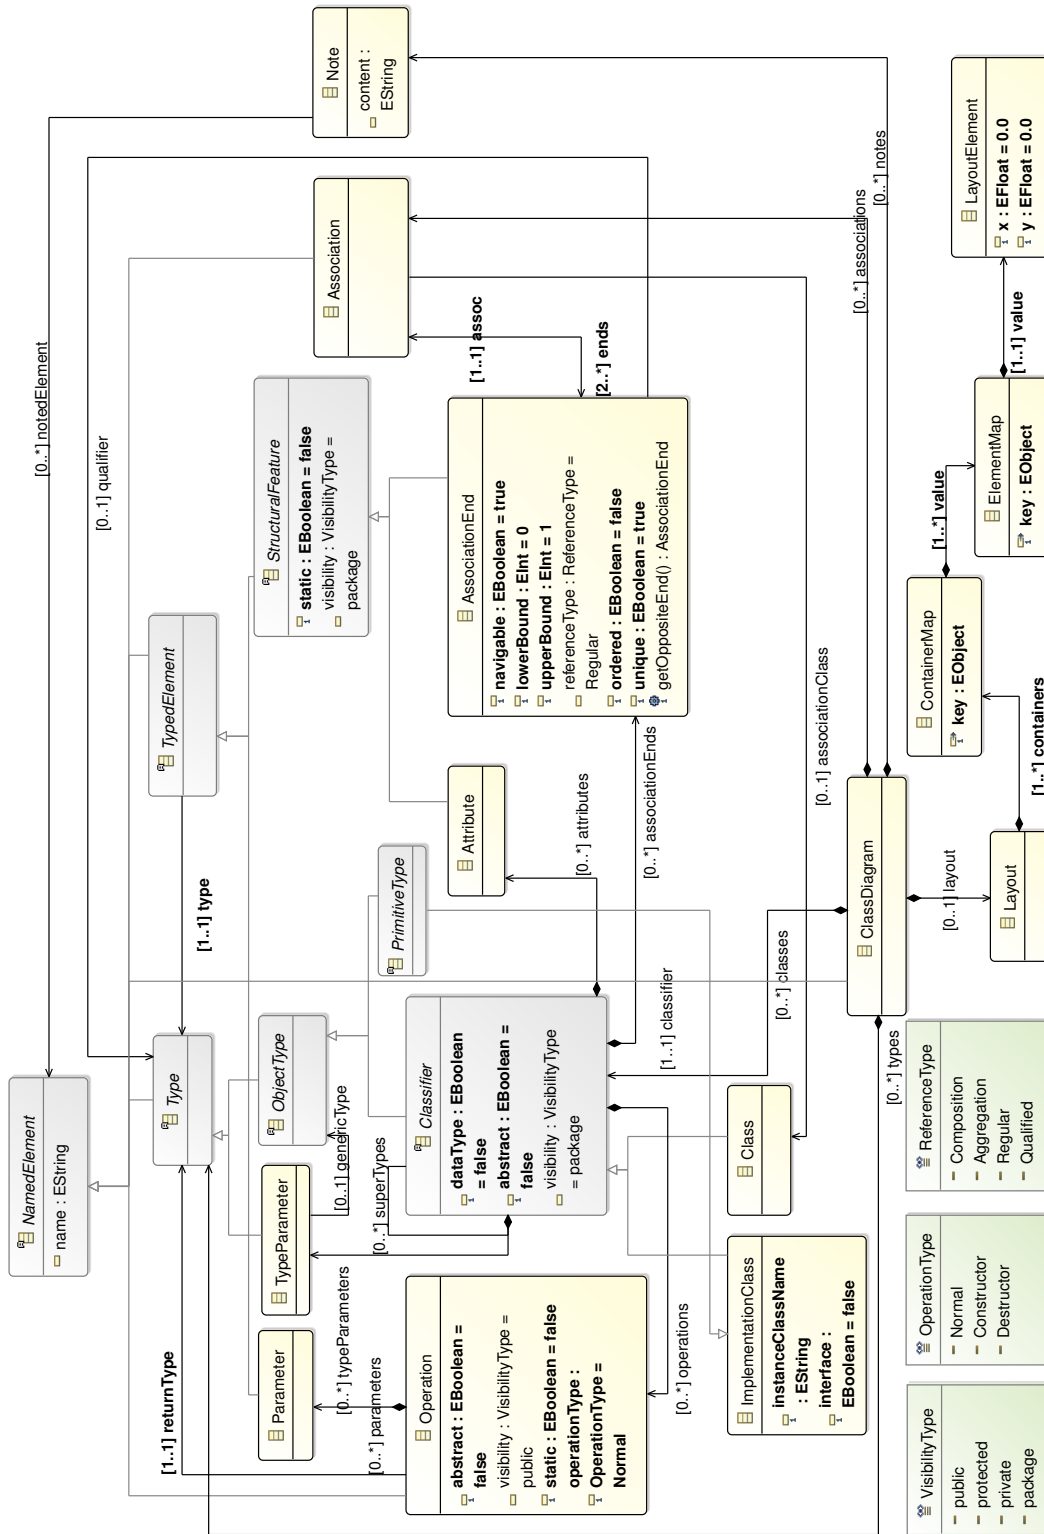 NamedElement
name : EString
[0..*] notedElement
Note
content :
EString
[0..1] qualifier
Type
[1..1] type
TypedElement
[1..1] returnType
Parameter
TypeParameter
[0..1] genericType
ObjectType
StructuralFeature
static : EBoolean = false
visibility : VisibilityType =
package
Association
[0..*] typeParameters
[0..*] parameters
[0..*] superTypes
PrimitiveType
Attribute
[1..1] assoc
[2..*] ends
Operation
abstract : EBoolean =
false
visibility : VisibilityType =
public
static : EBoolean = false
operationType :
OperationType =
Normal
Classifier
dataType : EBoolean
= false
abstract : EBoolean =
false
visibility : VisibilityType
= package
AssociationEnd
navigable : EBoolean = true
lowerBound : EInt = 0
upperBound : EInt = 1
referenceType : ReferenceType =
Regular
ordered : EBoolean = false
unique : EBoolean = true
getOppositeEnd() : AssociationEnd
[0..*] attributes
[0..*] associationEnds
[1..1] classifier
[0..*] operations
ImplementationClass
instanceClassName
: EString
interface :
EBoolean = false
Class
[0..*] classes
[0..1] associationClass
[0..*] associations
[0..*] notes
ClassDiagram
[0..*] types
[0..1] layout
Layout
[1..*] containers
ContainerMap
key : EObject
[1..*] value
ElementMap
key : EObject
[1..1] value
LayoutElement
x : EFloat = 0.0
y : EFloat = 0.0
VisibilityType
public
protected
private
package
OperationType
Normal
Constructor
Destructor
ReferenceType
Composition
Aggregation
Regular
Qualified